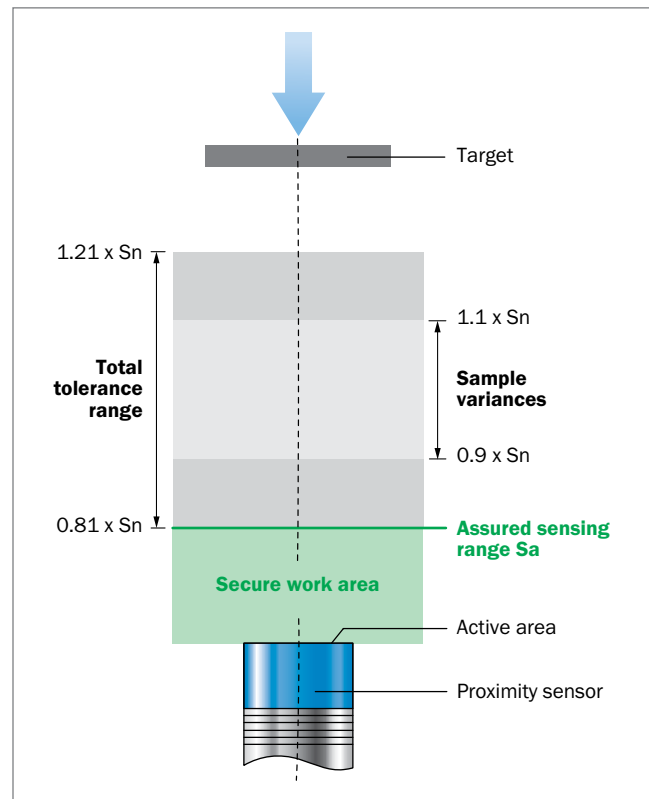 Target
1.21 x Sn
1.1 x Sn
Total
tolerance
range
Sample
variances
0.9 x Sn
0.81 x Sn
Assured sensing
range Sa
Secure work area
Active area
Proximity sensor